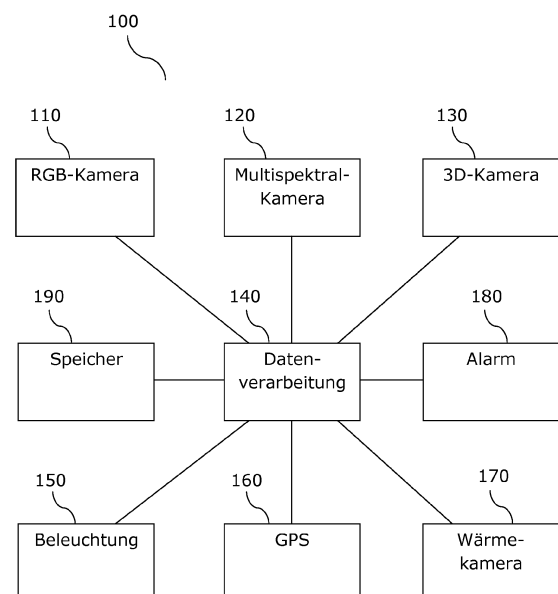 100
110
120
130
RGB-Kamera
Multispektral-
Kamera
3D-Kamera
190
140
180
Speicher
Daten-
verarbeitung
Alarm
150
160
170
Beleuchtung
GPS
Wärme-
kamera